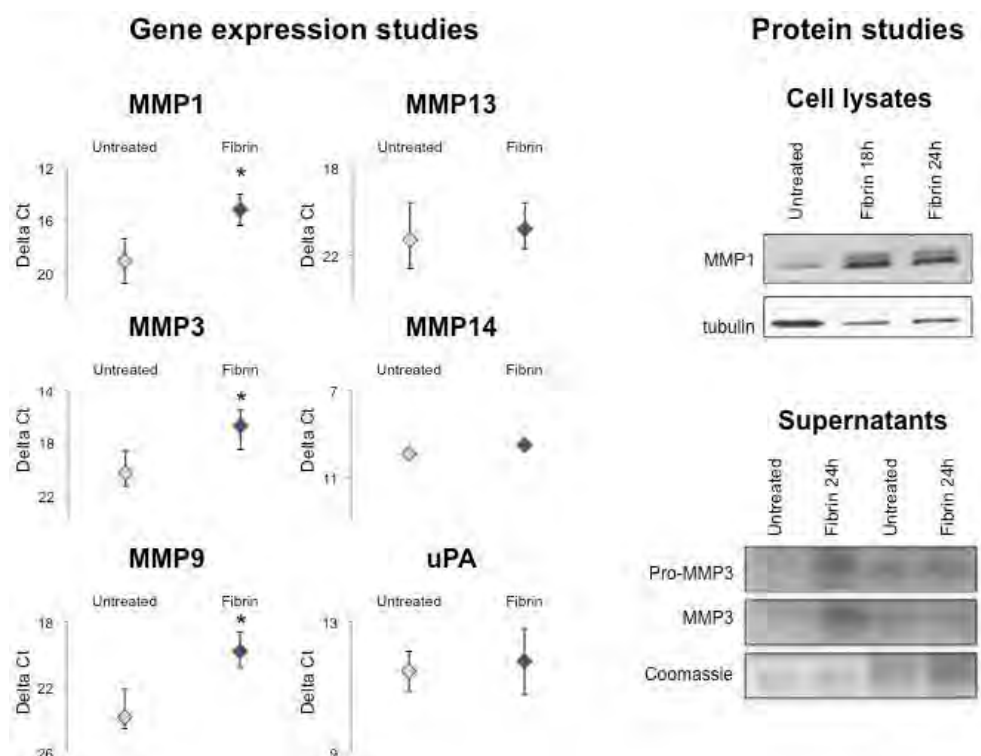 Gene expression studies
Protein studies
MMP1
Untreated Fibrin
*
Delta Ct
12
16
20
MMP13
Untreated Fibrin
Delta Ct
18
22
MMP3
Untreated Fibrin
*
Delta Ct
14
18
22
MMP14
Untreated Fibrin
Delta Ct
7
11
MMP9
Untreated Fibrin
*
Delta Ct
18
22
26
uPA
Untreated Fibrin
Delta Ct
13
9
Cell lysates
Untreated
Fibrin 18h
Fibrin 24h
MMP1
tubulin
Supernatants
Untreated
Fibrin 24h
Untreated
Fibrin 24h
Pro-MMP3
MMP3
Coomassie